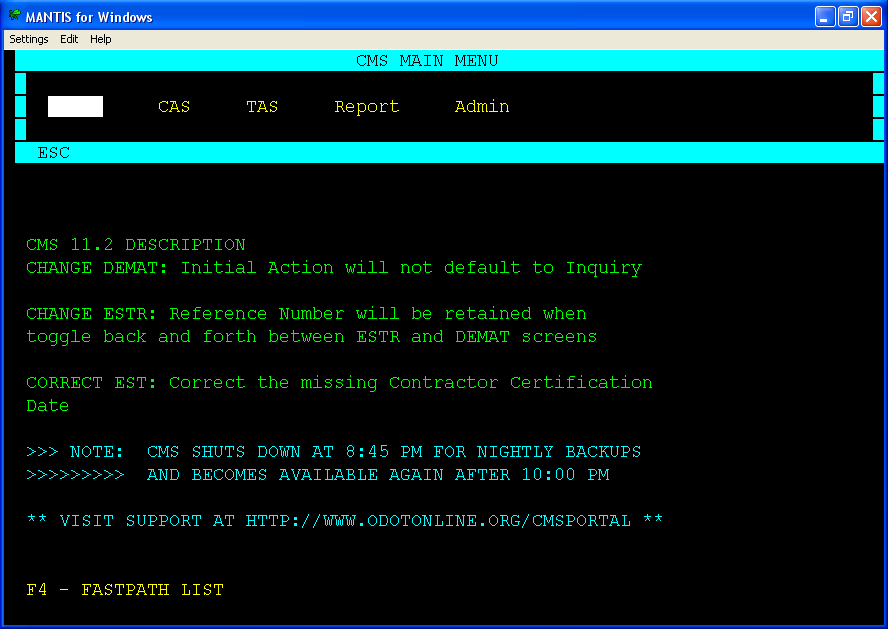 MANTIS for Windows
Settings Edit Help
CMS MAIN MENU
CAS TAS Report Admin
ESC
CMS 11.2 DESCRIPTION
CHANGE DEMAT: Initial Action will not default to Inquiry
CHANGE ESTR: Reference Number will be retained when
toggle back and forth between ESTR and DEMAT screens
CORRECT EST: Correct the missing Contractor Certification
Date
>>> NOTE: CMS SHUTS DOWN AT 8:45 PM FOR NIGHTLY BACKUPS
>>>>>>>>> AND BECOMES AVAILABLE AGAIN AFTER 10:00 PM
** VISIT SUPPORT AT HTTP://WWW.ODOTONLINE.ORG/CMSPORTAL **
F4 - FASTPATH LIST